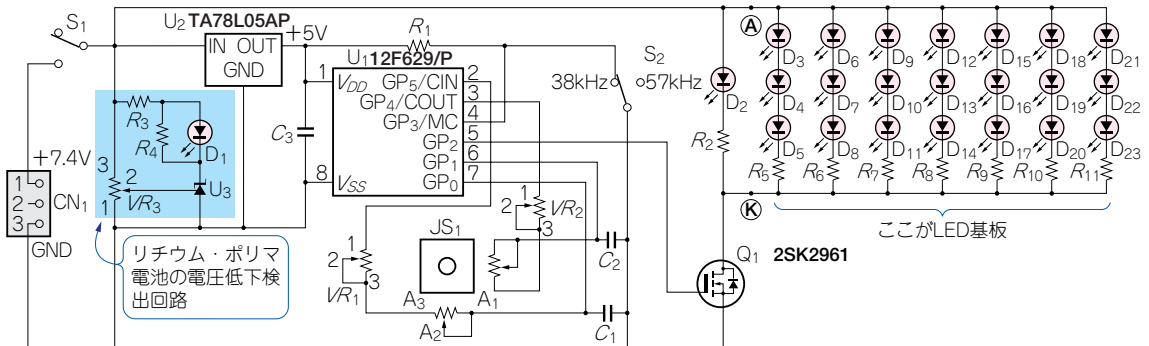 S1
U2 TA78L05AP
IN OUT
GND
+5V
R1
U1 12F629/P
VDD
GP5/CIN
GP4/COUT
GP3/MC
GP2
GP1
GP0
VSS
1
8
2
3
4
5
6
7
C3
S2
38kHz
57kHz
R3
R4
D1
U3
3
2
1
VR3
+7.4V
1
2
3
CN1
GND
リチウム・ポリマ
電池の電圧低下検
出回路
1
2
3
VR1
JS1
A3
A2
A1
1
2
3
VR2
C2
C1
D2
R2
A
D3
D6
D9
D12
D15
D18
D21
D4
D7
D10
D13
D16
D19
D22
D5
D8
D11
D14
D17
D20
D23
R5
R6
R7
R8
R9
R10
R11
K
ここがLED基板
Q1 2SK2961